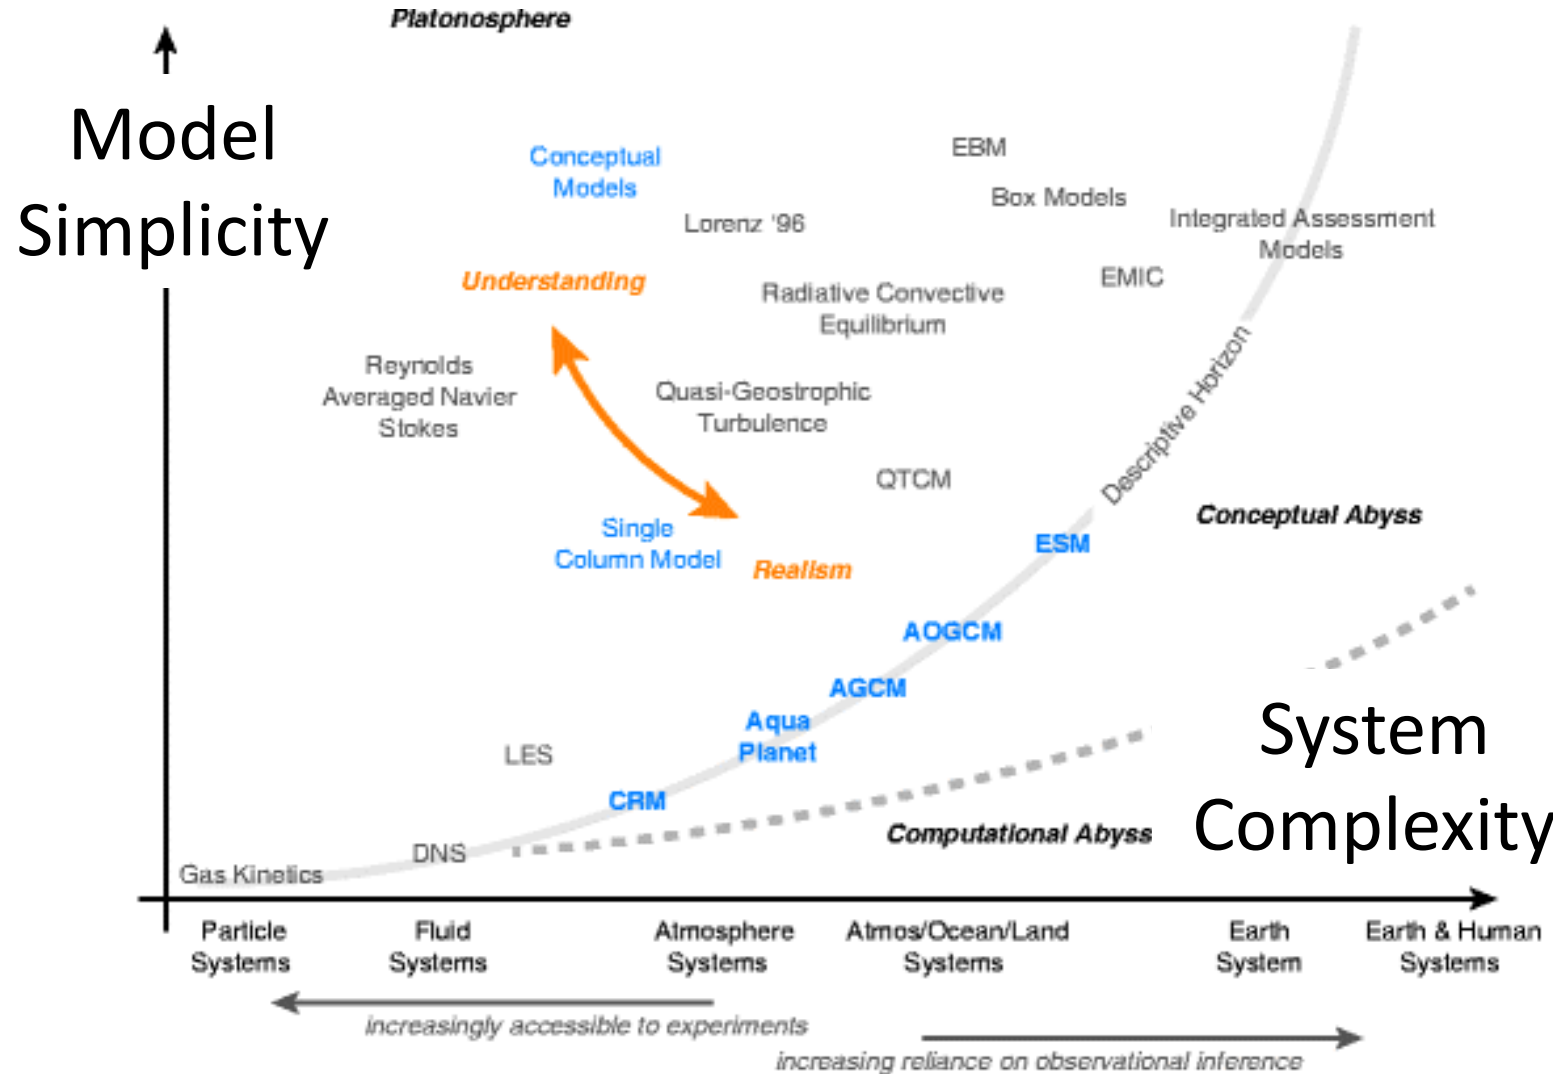 Platonosphere
Model
Simplicity
Conceptual
Models
EBM
Box Models
Lorenz '96
Integrated Assessment
Models
Understanding
EMIC
Radiative Convective
Equilibrium
Reynolds
Averaged Navier
Stokes
Quasi-Geostrophic
Turbulence
Descriptive Horizon
QTCM
Conceptual Abyss
Single
Column Model
ESM
Realism
AOGCM
AGCM
Aqua
Planet
System
Complexity
LES
CRM
Computational Abyss
DNS
Gas Kinetics
Particle
Systems
Fluid
Systems
Atmosphere
Systems
Atmos/Ocean/Land
Systems
Earth
System
Earth & Human
Systems
increasingly accessible to experiments
increasing reliance on observational inference